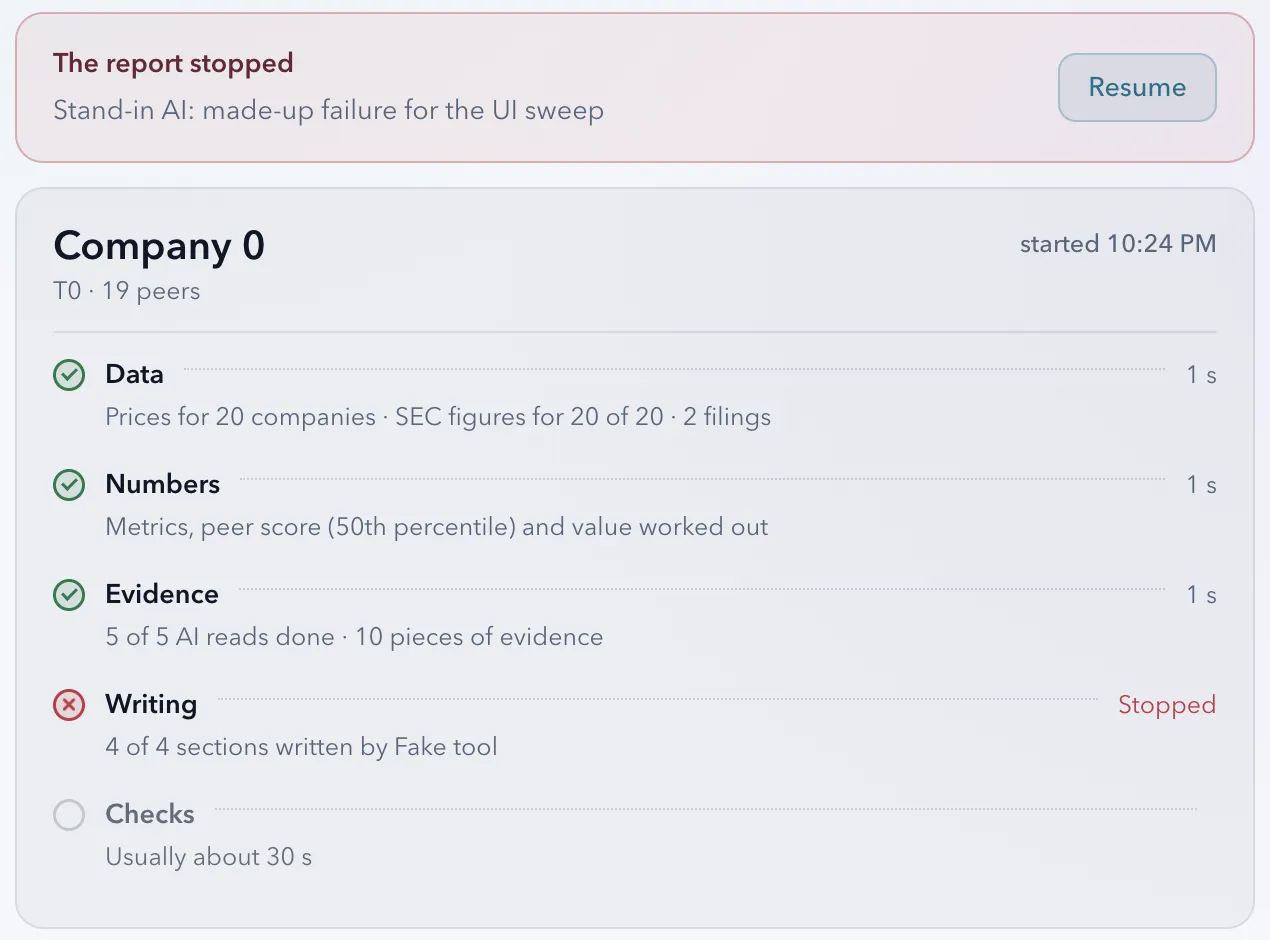 The report stopped
Stand-in AI: made-up failure for the UI sweep
Resume
Company 0
started 10:24 PM
T0 · 19 peers
Data
1 s
Prices for 20 companies · SEC figures for 20 of 20 · 2 filings
Numbers
1 s
Metrics, peer score (50th percentile) and value worked out
Evidence
1 s
5 of 5 AI reads done · 10 pieces of evidence
Writing
Stopped
4 of 4 sections written by Fake tool
Checks
Usually about 30 s